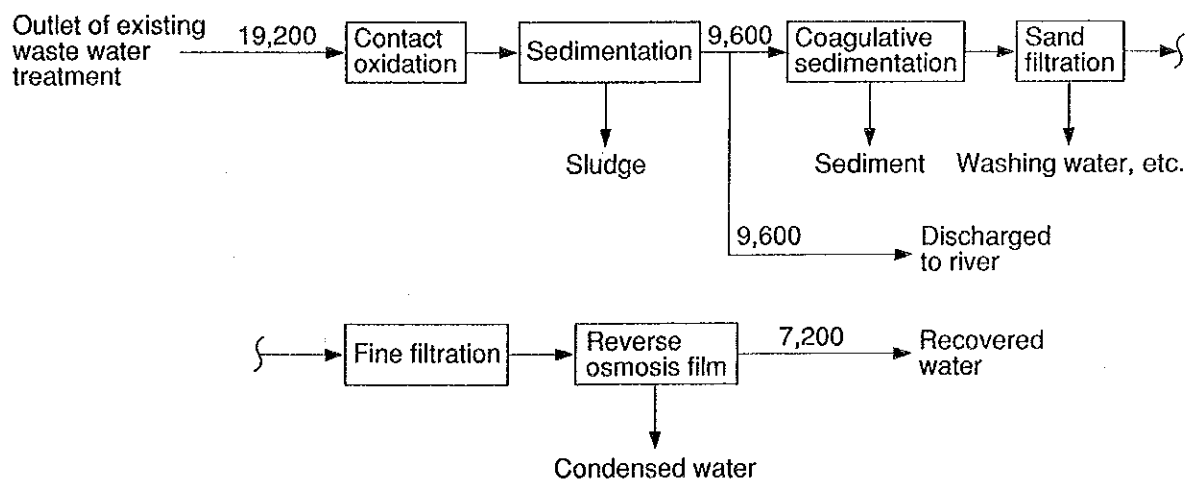 Outlet of existing
waste water
treatment
19,200
Contact
oxidation
Sedimentation
9,600
Coagulative
sedimentation
Sand
filtration
Sludge
Sediment
Washing water, etc.
9,600
Discharged
to river
Fine filtration
Reverse
osmosis film
7,200
Recovered
water
Condensed water